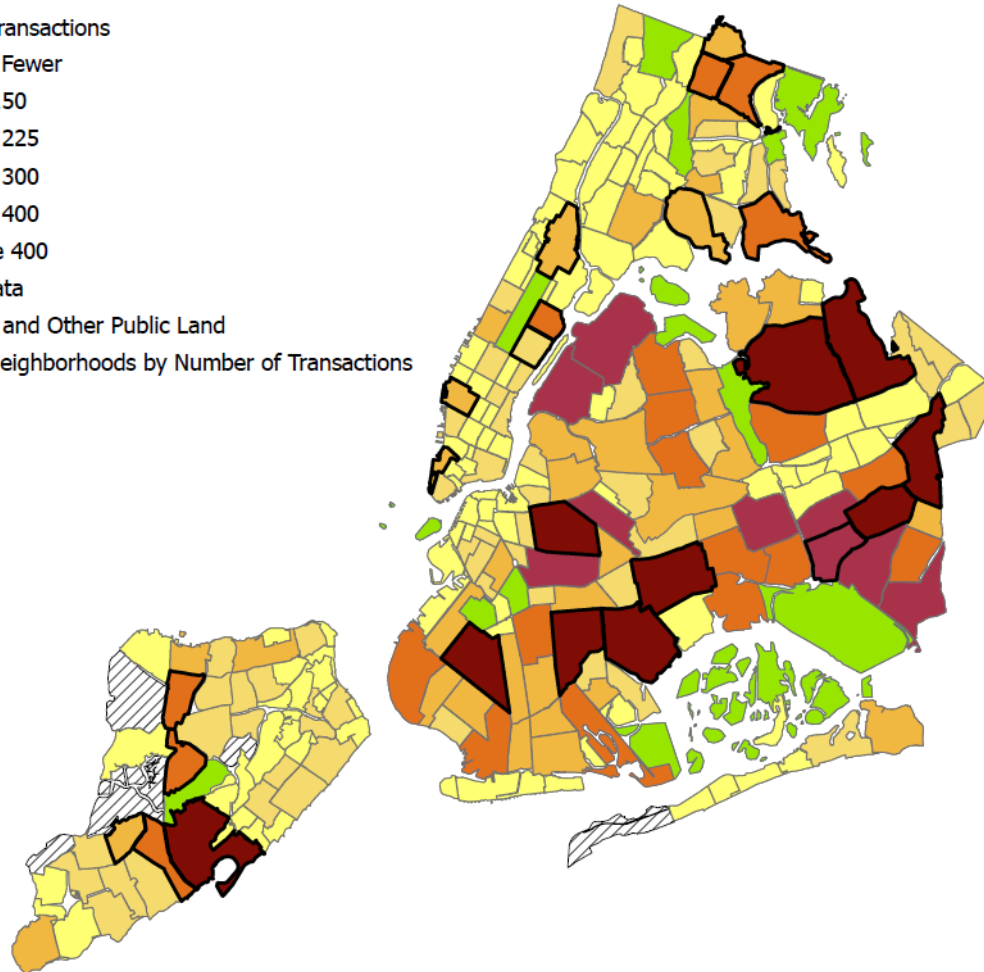 ransactions
Fewer
50
225
300
400
e 400
ata
and Other Public Land
eighborhoods by Number of Transactions